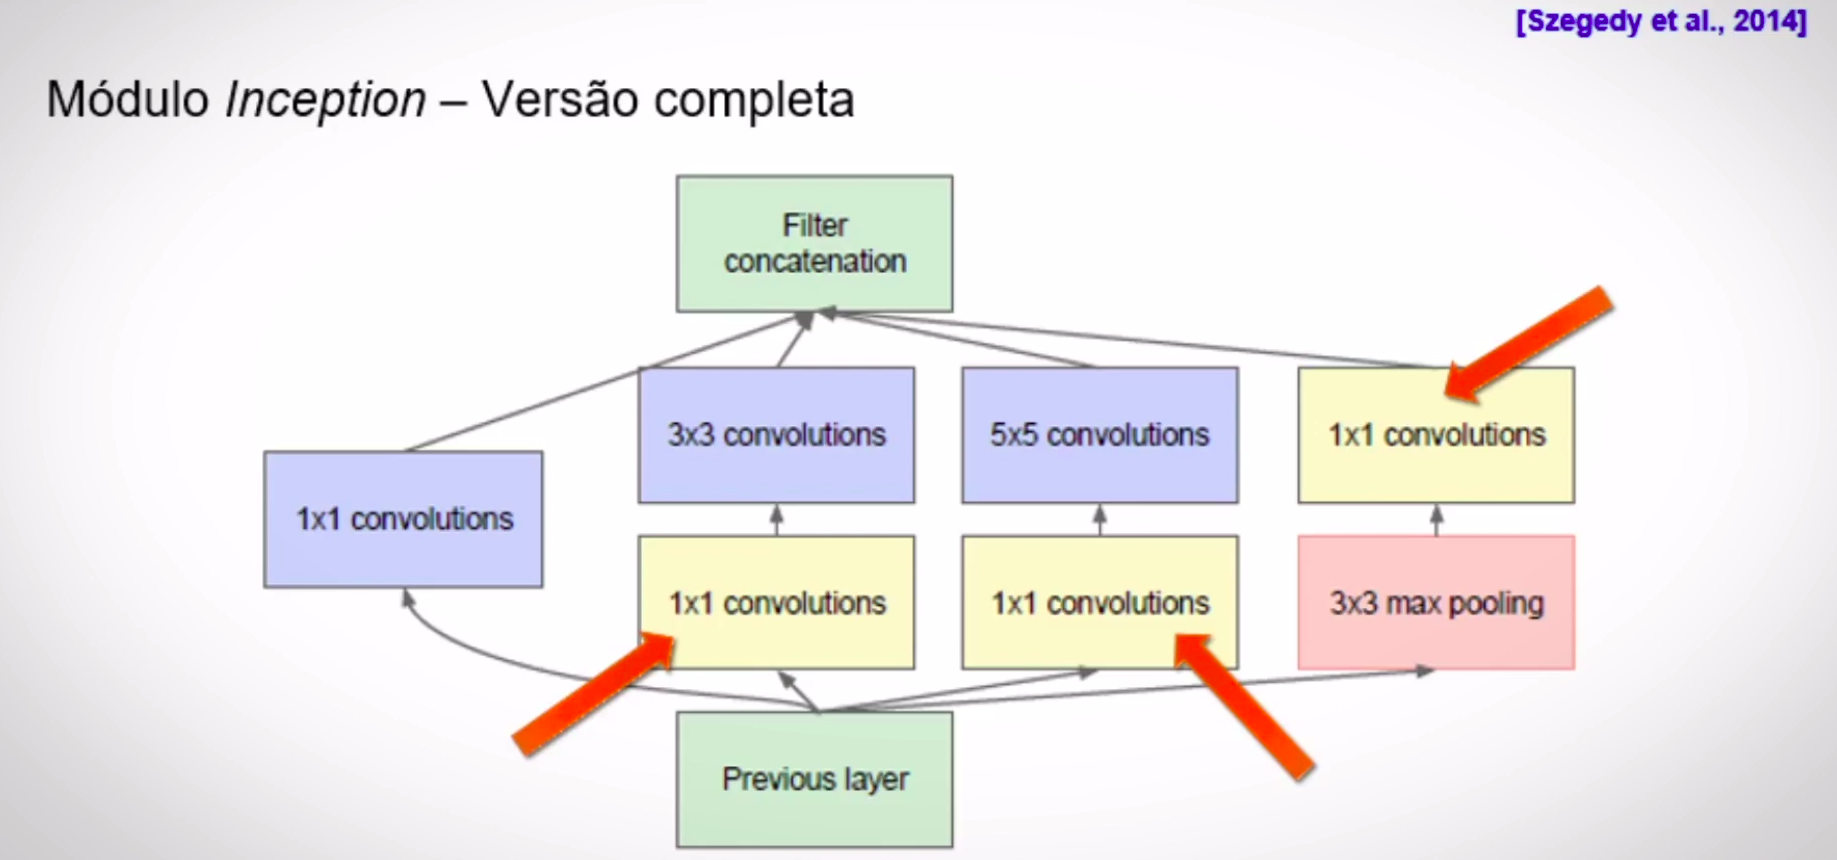 [Szegedy et al., 2014]
Módulo Inception – Versão completa
Filter
concatenation
3x3 convolutions
5x5 convolutions
1x1 convolutions
1x1 convolutions
1x1 convolutions
1x1 convolutions
3x3 max pooling
Previous layer